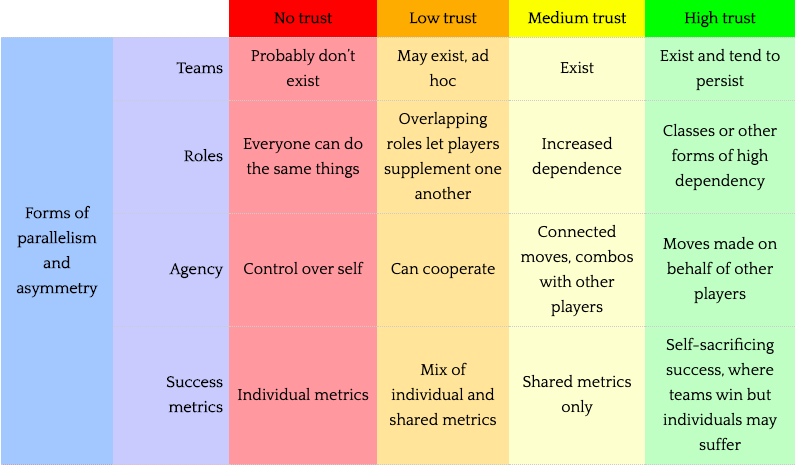 No trust
Low trust
Medium trust
High trust
Forms of
parallelism
and
asymmetry
Teams
Probably don't
exist
May exist, ad
hoc
Exist
Exist and tend to
persist
Roles
Everyone can do
the same things
Overlapping
roles let players
supplement one
another
Increased
dependence
Classes or other
forms of high
dependency
Agency
Control over self
Can cooperate
Connected
moves, combos
with other
players
Moves made on
behalf of other
players
Success
metrics
Individual metrics
Mix of
individual and
shared metrics
Shared metrics
only
Self-sacrificing
success, where
teams win but
individuals may
suffer